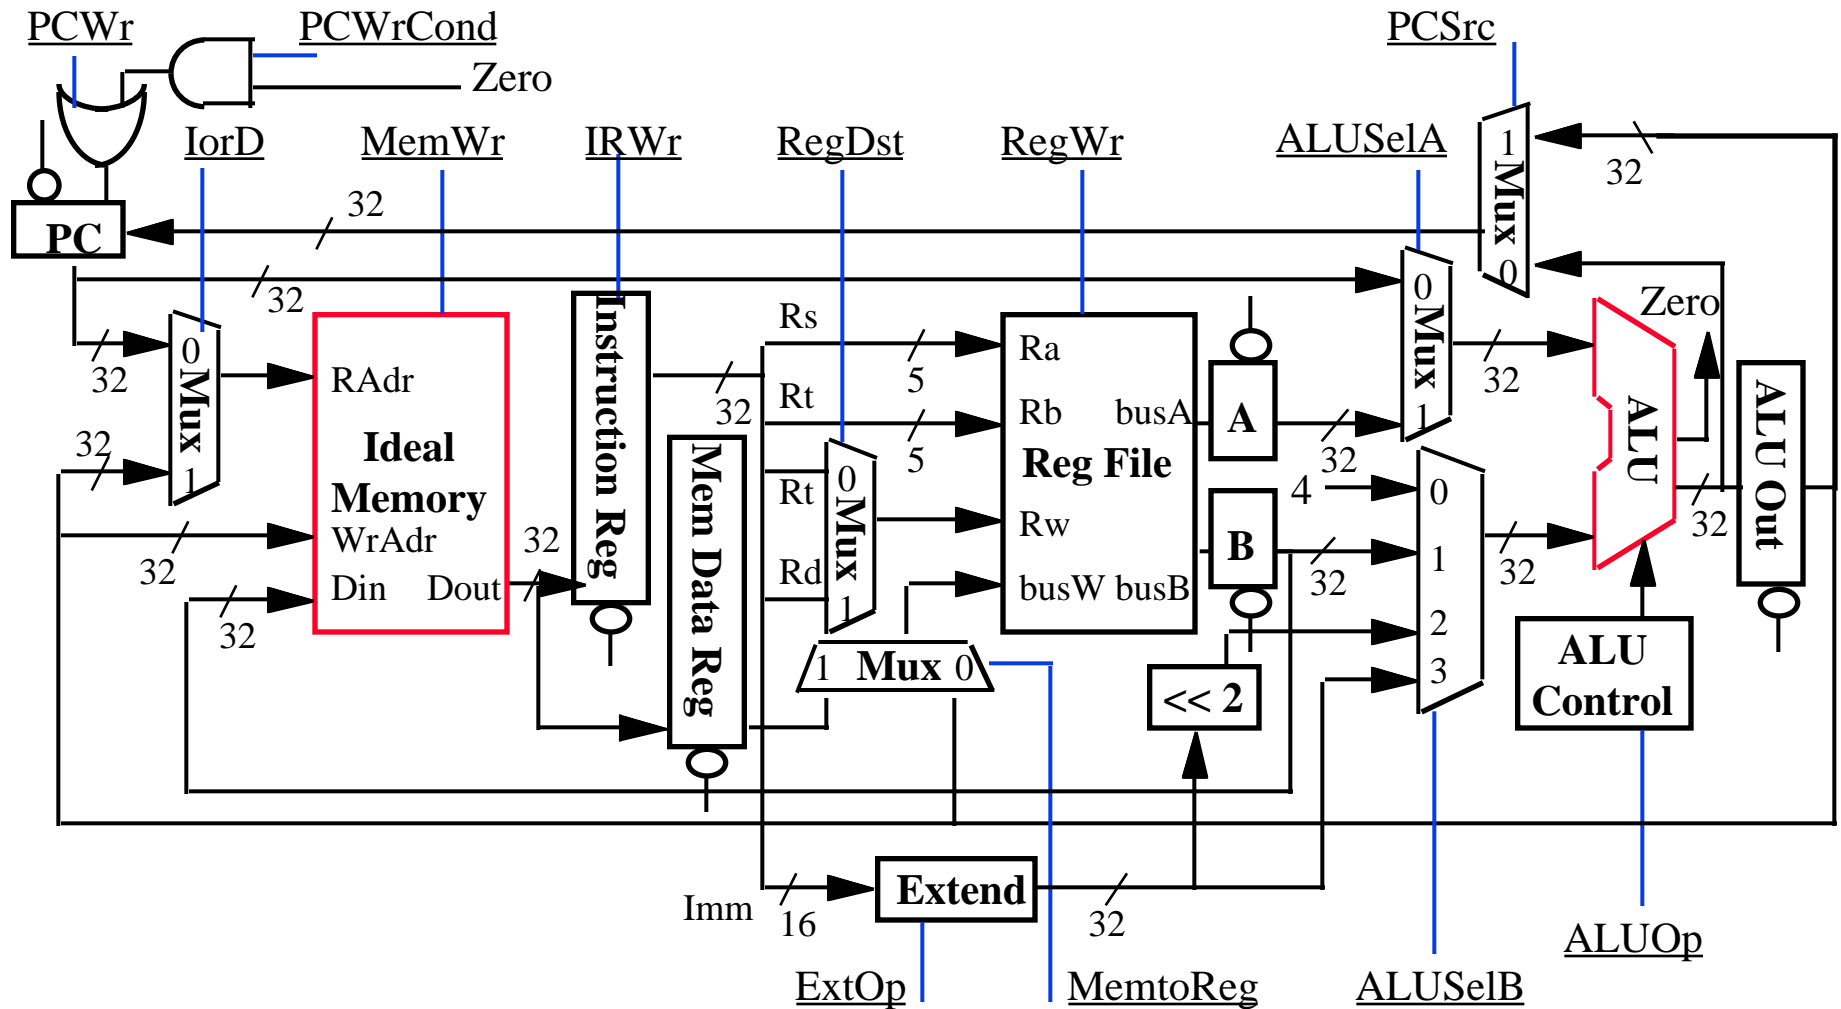 PCWr
PCWrCond
PCSrc
Zero
IorD
MemWr
IRWr
RegDst
RegWr
ALUSelA
1
Mux
0
32
32
PC
32
0
Mux
1
32
32
32
32
RAdr
Ideal
Memory
WrAdr
Din
Dout
32
Instruction Reg
32
Mem Data Reg
Rs
Rt
Rt
Rd
5
5
0
Mux
1
1
Mux
0
Ra
Rb
busA
Reg File
Rw
busW
busB
A
B
32
32
4
<< 2
0
Mux
1
0
1
2
3
32
32
Zero
ALU
32
ALU Out
ALU
Control
Imm
16
Extend
32
ExtOp
MemtoReg
ALUSelB
ALUOp